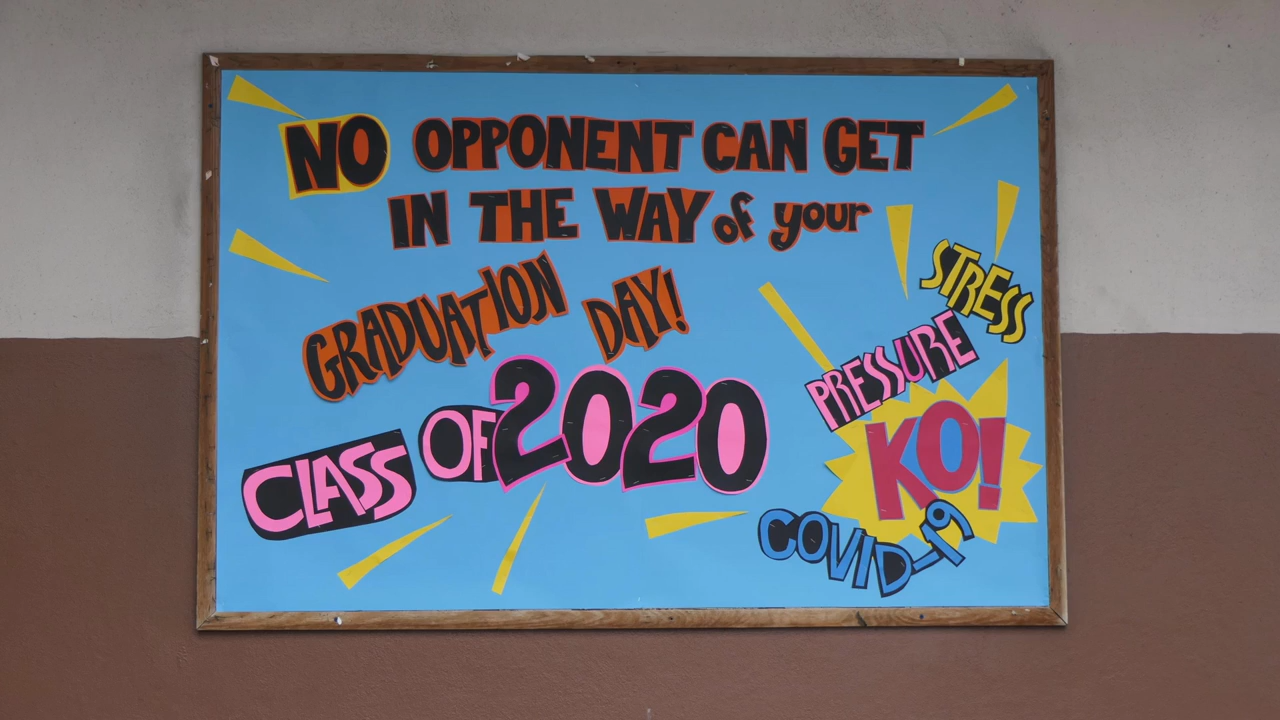 NO OPPONENT CAN GET
IN THE WAY of your
GRADUATION DAY!
CLASS OF 2020
STRESS
PRESSURE
KO!
COVID-19